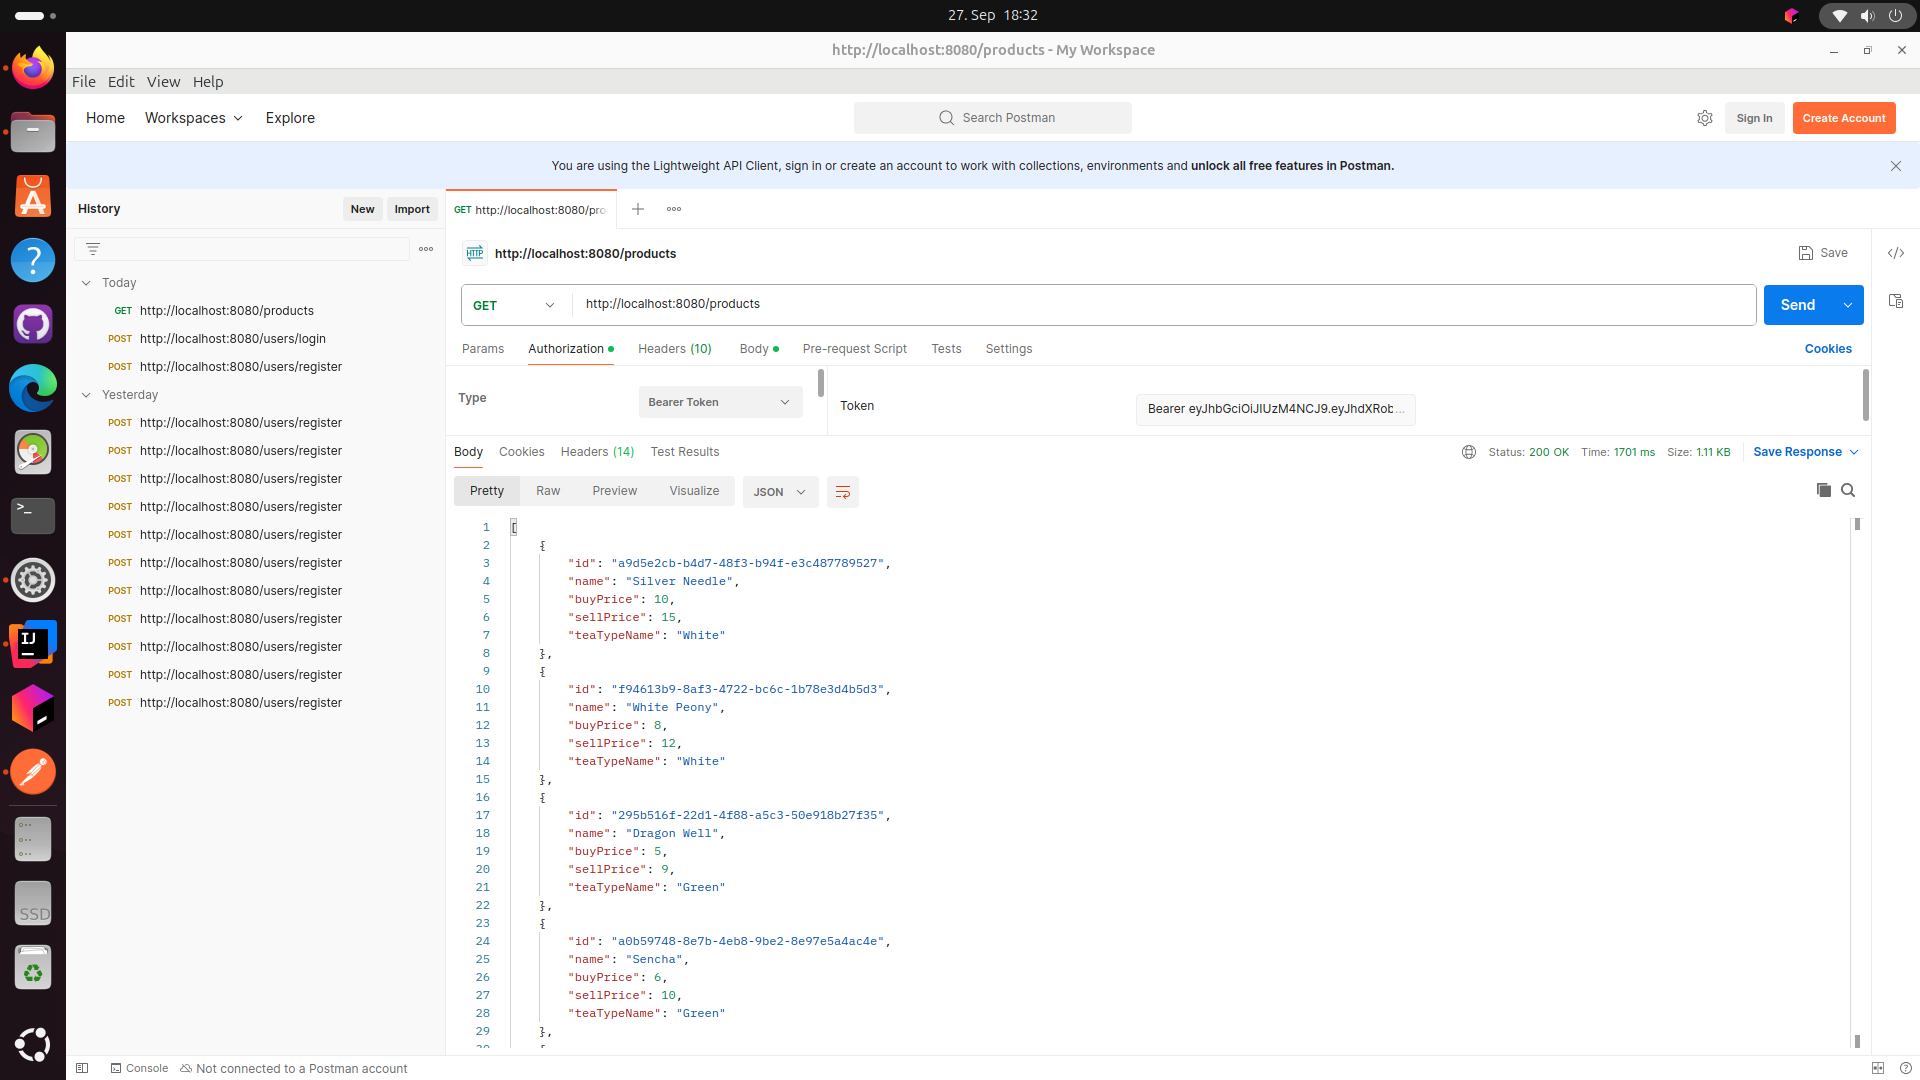 27. Sep 18:32
http://localhost:8080/products - My Workspace
File Edit View Help
Home Workspaces Explore
Search Postman
Sign In
Create Account
You are using the Lightweight API Client, sign in or create an account to work with collections, environments and unlock all free features in Postman.
History
New
Import
GET http://localhost:8080/pro
HTTP
http://localhost:8080/products
Save
Today
GET http://localhost:8080/products
POST http://localhost:8080/users/login
POST http://localhost:8080/users/register
Yesterday
POST http://localhost:8080/users/register
POST http://localhost:8080/users/register
POST http://localhost:8080/users/register
POST http://localhost:8080/users/register
POST http://localhost:8080/users/register
POST http://localhost:8080/users/register
POST http://localhost:8080/users/register
POST http://localhost:8080/users/register
POST http://localhost:8080/users/register
POST http://localhost:8080/users/register
POST http://localhost:8080/users/register
GET
http://localhost:8080/products
Send
Params Authorization Headers (10) Body Pre-request Script Tests Settings
Cookies
Type
Bearer Token
Token
Bearer eyJhbGciOiJIUzM4NCJ9.eyJhdXRob...
Body Cookies Headers (14) Test Results
Status: 200 OK Time: 1701 ms Size: 1.11 KB
Save Response
Pretty Raw Preview Visualize
JSON
1 [
2 {
3 "id": "a9d5e2cb-b4d7-48f3-b94f-e3c487789527",
4 "name": "Silver Needle",
5 "buyPrice": 10,
6 "sellPrice": 15,
7 "teaTypeName": "White"
8 },
9 {
10 "id": "f94613b9-8af3-4722-bc6c-1b78e3d4b5d3",
11 "name": "White Peony",
12 "buyPrice": 8,
13 "sellPrice": 12,
14 "teaTypeName": "White"
15 },
16 {
17 "id": "295b516f-22d1-4f88-a5c3-50e918b27f35",
18 "name": "Dragon Well",
19 "buyPrice": 5,
20 "sellPrice": 9,
21 "teaTypeName": "Green"
22 },
23 {
24 "id": "a0b59748-8e7b-4eb8-9be2-8e97e5a4ac4e",
25 "name": "Sencha",
26 "buyPrice": 6,
27 "sellPrice": 10,
28 "teaTypeName": "Green"
29 },
IJ
SSD
Console
Not connected to a Postman account